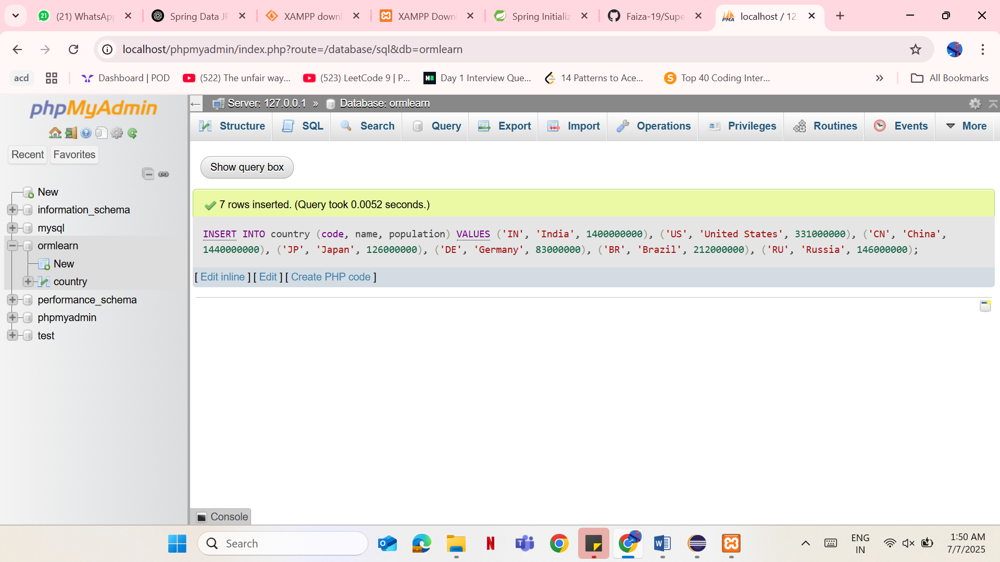 (21) WhatsApp
Spring Data JP
XAMPP downl
XAMPP Downl
Spring Initializ
Faiza-19/Supe
localhost / 127
localhost/phpmyadmin/index.php?route=/database/sql&db=ormlearn
acd
Dashboard | POD
(522) The unfair way...
(523) LeetCode 9 | P...
Day 1 Interview Que...
14 Patterns to Ace...
Top 40 Coding Inter...
All Bookmarks
phpMyAdmin
Recent
Favorites
New
information_schema
mysql
ormlearn
New
country
performance_schema
phpmyadmin
test
Server: 127.0.0.1 » Database: ormlearn
Structure
SQL
Search
Query
Export
Import
Operations
Privileges
Routines
Events
More
Show query box
7 rows inserted. (Query took 0.0052 seconds.)
INSERT INTO country (code, name, population) VALUES ('IN', 'India', 1400000000), ('US', 'United States', 331000000), ('CN', 'China',
1440000000), ('JP', 'Japan', 126000000), ('DE', 'Germany', 83000000), ('BR', 'Brazil', 212000000), ('RU', 'Russia', 146000000);
[ Edit inline ] [ Edit ] [ Create PHP code ]
Console
Search
ENG
IN
1:50 AM
7/7/2025